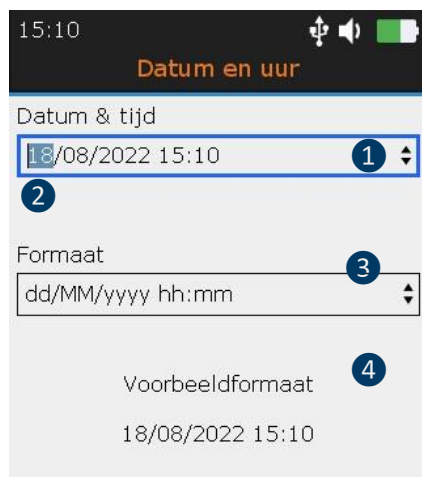 15:10
Datum en uur
Datum & tijd
18/08/2022 15:10 1
2
Formaat
3
dd/MM/yyyy hh:mm
Voorbeeldformaat 4
18/08/2022 15:10